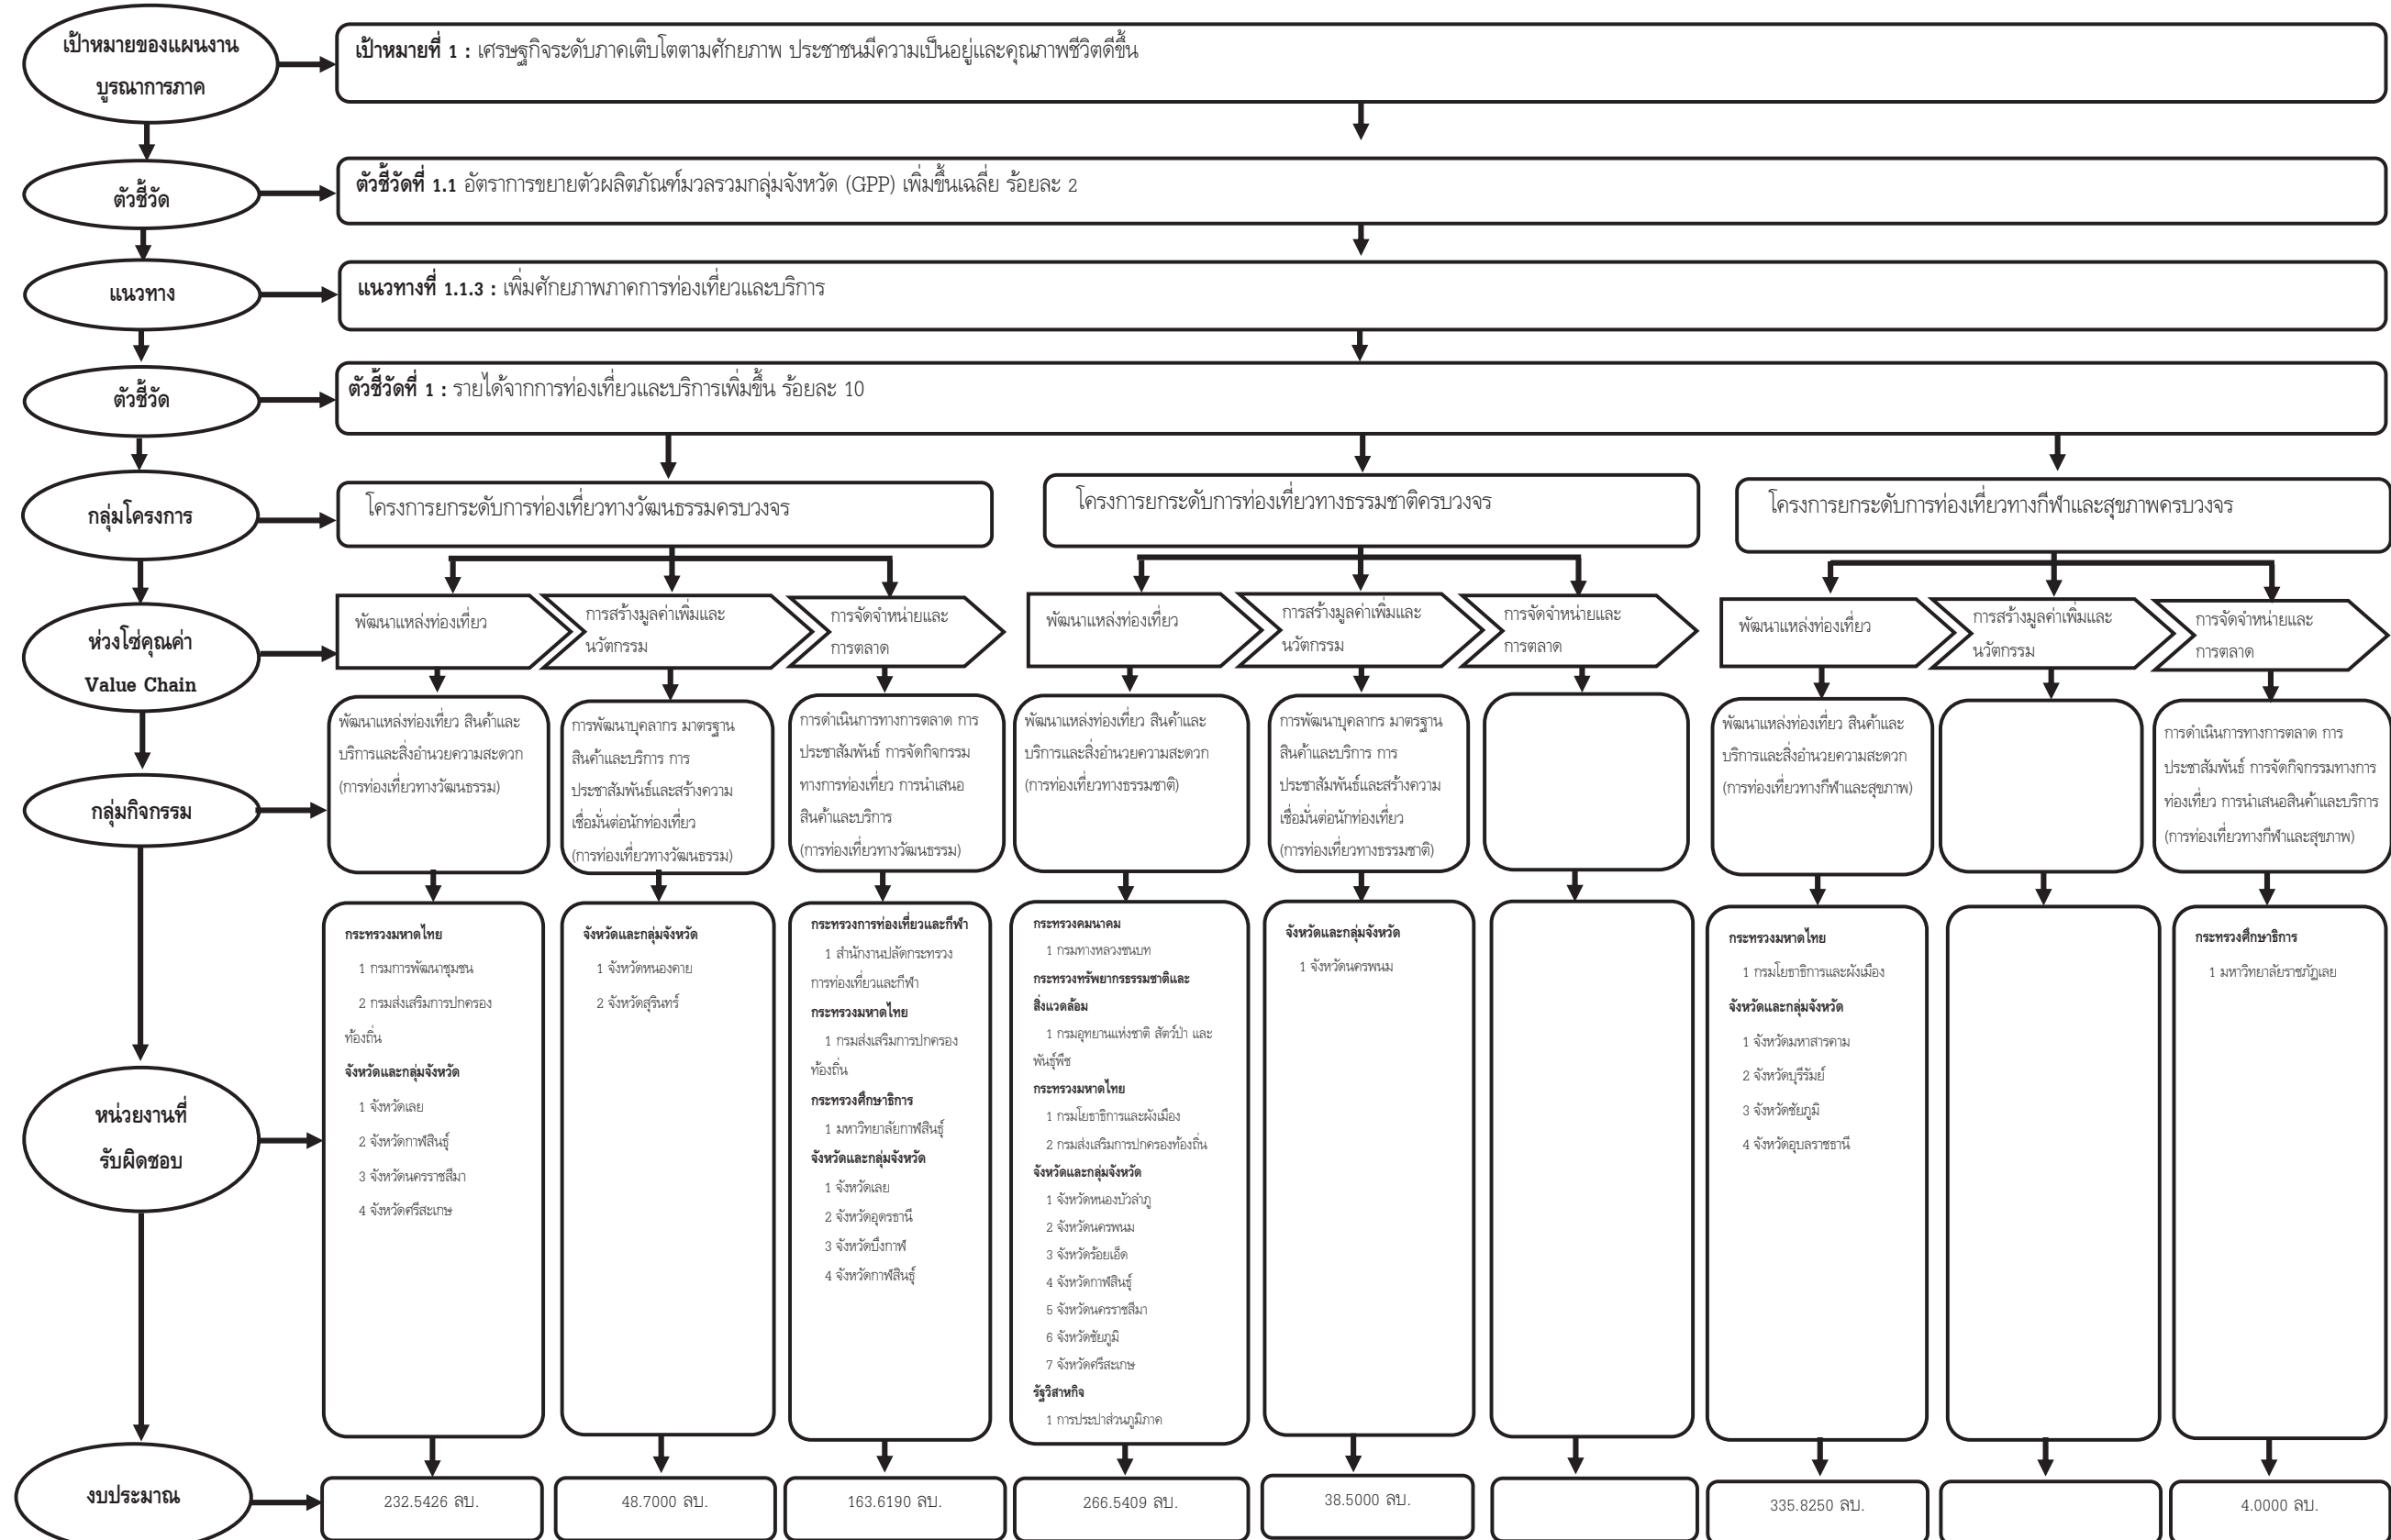 เป้าหมายของแผนงาน
บูรณาการภาค
เป้าหมายที่ 1 : เศรษฐกิจระดับภาคเติบโตตามศักยภาพ ประชาชนมีความเป็นอยู่และคุณภาพชีวิตดีขึ้น
ตัวชี้วัด
ตัวชี้วัดที่ 1.1 อัตราการขยายตัวผลิตภัณฑ์มวลรวมกลุ่มจังหวัด (GPP) เพิ่มขึ้นเฉลี่ย ร้อยละ 2
แนวทาง
แนวทางที่ 1.1.3 : เพิ่มศักยภาพภาคการท่องเที่ยวและบริการ
ตัวชี้วัด
ตัวชี้วัดที่ 1 : รายได้จากการท่องเที่ยวและบริการเพิ่มขึ้น ร้อยละ 10
กลุ่มโครงการ
โครงการยกระดับการท่องเที่ยวทางวัฒนธรรมครบวงจร
โครงการยกระดับการท่องเที่ยวทางธรรมชาติครบวงจร
โครงการยกระดับการท่องเที่ยวทางกีฬาและสุขภาพครบวงจร
ห่วงโซ่คุณค่า
Value Chain
พัฒนาแหล่งท่องเที่ยว
การสร้างมูลค่าเพิ่มและ
นวัตกรรม
การจัดจำหน่ายและ
การตลาด
พัฒนาแหล่งท่องเที่ยว
การสร้างมูลค่าเพิ่มและ
นวัตกรรม
การจัดจำหน่ายและ
การตลาด
พัฒนาแหล่งท่องเที่ยว
การสร้างมูลค่าเพิ่มและ
นวัตกรรม
การจัดจำหน่ายและ
การตลาด
กลุ่มกิจกรรม
พัฒนาแหล่งท่องเที่ยว สินค้าและ
บริการและสิ่งอำนวยความสะดวก
(การท่องเที่ยวทางวัฒนธรรม)
การพัฒนาบุคลากร มาตรฐาน
สินค้าและบริการ การ
ประชาสัมพันธ์และสร้างความ
เชื่อมั่นต่อนักท่องเที่ยว
(การท่องเที่ยวทางวัฒนธรรม)
การดำเนินการทางการตลาด การ
ประชาสัมพันธ์ การจัดกิจกรรม
ทางการท่องเที่ยว การนำเสนอ
สินค้าและบริการ
(การท่องเที่ยวทางวัฒนธรรม)
พัฒนาแหล่งท่องเที่ยว สินค้าและ
บริการและสิ่งอำนวยความสะดวก
(การท่องเที่ยวทางธรรมชาติ)
การพัฒนาบุคลากร มาตรฐาน
สินค้าและบริการ การ
ประชาสัมพันธ์และสร้างความ
เชื่อมั่นต่อนักท่องเที่ยว
(การท่องเที่ยวทางธรรมชาติ)
พัฒนาแหล่งท่องเที่ยว สินค้าและ
บริการและสิ่งอำนวยความสะดวก
(การท่องเที่ยวทางกีฬาและสุขภาพ)
การดำเนินการทางการตลาด การ
ประชาสัมพันธ์ การจัดกิจกรรมทางการ
ท่องเที่ยว การนำเสนอสินค้าและบริการ
(การท่องเที่ยวทางกีฬาและสุขภาพ)
หน่วยงานที่
รับผิดชอบ
กระทรวงมหาดไทย
1 กรมการพัฒนาชุมชน
2 กรมส่งเสริมการปกครอง
ท้องถิ่น
จังหวัดและกลุ่มจังหวัด
1 จังหวัดเลย
2 จังหวัดกาฬสินธุ์
3 จังหวัดนครราชสีมา
4 จังหวัดศรีสะเกษ
จังหวัดและกลุ่มจังหวัด
1 จังหวัดหนองคาย
2 จังหวัดสุรินทร์
กระทรวงการท่องเที่ยวและกีฬา
1 สำนักงานปลัดกระทรวง
การท่องเที่ยวและกีฬา
กระทรวงมหาดไทย
1 กรมส่งเสริมการปกครอง
ท้องถิ่น
กระทรวงศึกษาธิการ
1 มหาวิทยาลัยกาฬสินธุ์
จังหวัดและกลุ่มจังหวัด
1 จังหวัดเลย
2 จังหวัดอุดรธานี
3 จังหวัดบึงกาฬ
4 จังหวัดกาฬสินธุ์
กระทรวงคมนาคม
1 กรมทางหลวงชนบท
กระทรวงทรัพยากรธรรมชาติและ
สิ่งแวดล้อม
1 กรมอุทยานแห่งชาติ สัตว์ป่า และ
พันธุ์พืช
กระทรวงมหาดไทย
1 กรมโยธาธิการและผังเมือง
2 กรมส่งเสริมการปกครองท้องถิ่น
จังหวัดและกลุ่มจังหวัด
1 จังหวัดหนองบัวลำภู
2 จังหวัดนครพนม
3 จังหวัดร้อยเอ็ด
4 จังหวัดกาฬสินธุ์
5 จังหวัดนครราชสีมา
6 จังหวัดชัยภูมิ
7 จังหวัดศรีสะเกษ
รัฐวิสาหกิจ
1 การประปาส่วนภูมิภาค
จังหวัดและกลุ่มจังหวัด
1 จังหวัดนครพนม
กระทรวงมหาดไทย
1 กรมโยธาธิการและผังเมือง
จังหวัดและกลุ่มจังหวัด
1 จังหวัดมหาสารคาม
2 จังหวัดบุรีรัมย์
3 จังหวัดชัยภูมิ
4 จังหวัดอุบลราชธานี
กระทรวงศึกษาธิการ
1 มหาวิทยาลัยราชภัฏเลย
งบประมาณ
232.5426 ลบ.
48.7000 ลบ.
163.6190 ลบ.
266.5409 ลบ.
38.5000 ลบ.
335.8250 ลบ.
4.0000 ลบ.